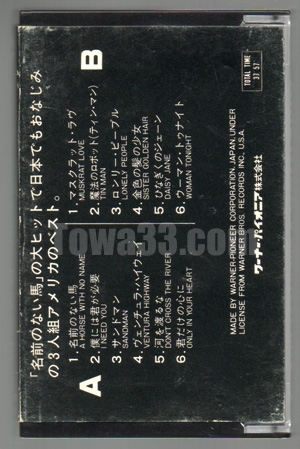 「名前のない馬」の大ヒットで日本でもおなじみ
の3人組アメリカのベスト。
A
1. 名前のない馬
A HORSE WITH NO NAME
2. 僕には君が必要
I NEED YOU
3. サンドマン
SANDMAN
4. ヴェンチュラ・ハイウェイ
VENTURA HIGHWAY
5. 河を渡るな
DON'T CROSS THE RIVER
6. 君だけの心に
ONLY IN YOUR HEART
B
1. マスクラット・ラヴ
MUSKRAT LOVE
2. 魔法のロボット(ティン・マン)
TIN MAN
3. ロンリー・ピープル
LONELY PEOPLE
4. 金色の髪の少女
SISTER GOLDEN HAIR
5. ひなぎくのジェーン
DAISY JANE
6. ウーマン・トゥナイト
WOMAN TONIGHT
TOTAL TIME
37:57
ワーナー・パイオニア株式会社
MADE BY WARNER-PIONEER CORPORATION, JAPAN, UNDER
LICENSE FROM WARNER BROS. RECORDS INC., U.S.A.
Towa33.com